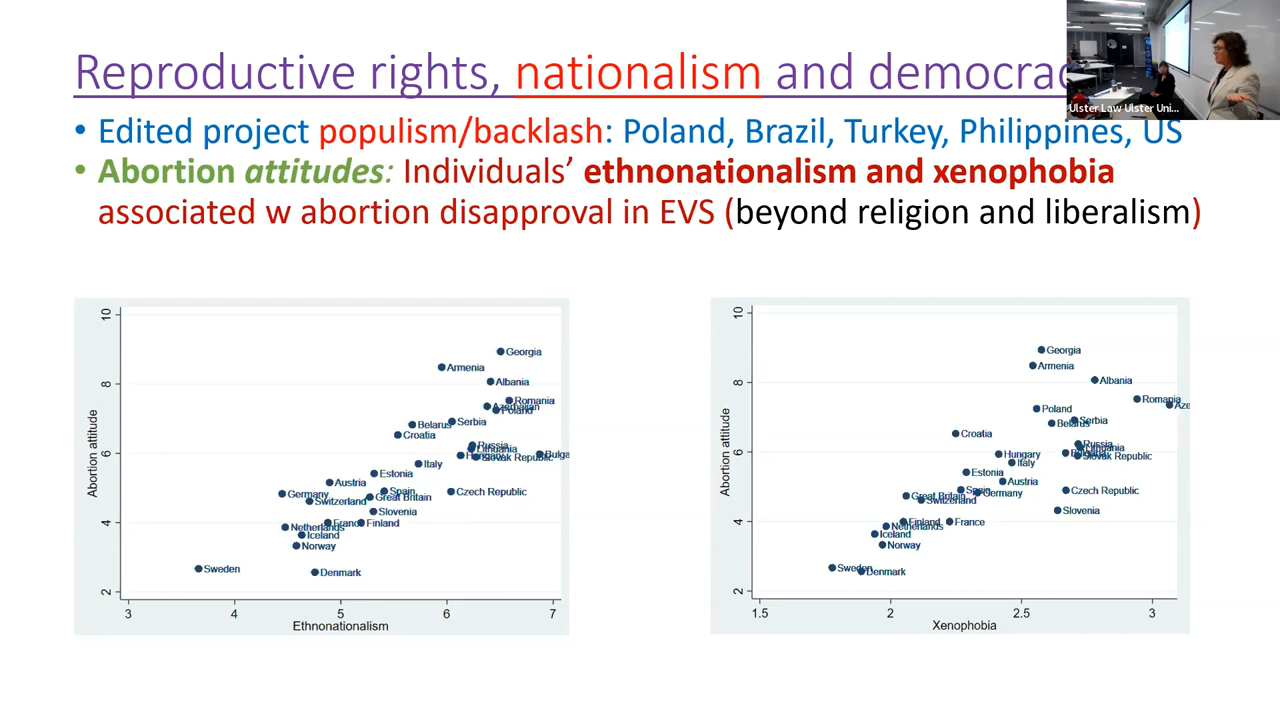 Reproductive rights, nationalism and democrac
Ulster Law Ulster Uni...
• Edited project populism/backlash: Poland, Brazil, Turkey, Philippines, US
• Abortion attitudes: Individuals’ ethnonationalism and xenophobia
associated w abortion disapproval in EVS (beyond religion and liberalism)
10
8
6
4
2
Abortion attitude
Georgia
Armenia
Albania
Romania
Azerbaijan
Poland
Serbia
Belarus
Croatia
Russia
Lithuania
Hungary
Slovak Republic
Bulga
Italy
Estonia
Austria
Spain
Czech Republic
Germany
Great Britain
Switzerland
Slovenia
France
Finland
Netherlands
Iceland
Norway
Sweden
Denmark
3 4 5 6 7
Ethnonationalism
10
8
6
4
2
Abortion attitude
Georgia
Armenia
Albania
Romania
Aze
Poland
Serbia
Belarus
Croatia
Russia
Lithuania
Hungary
Slovak Republic
Italy
Estonia
Austria
Spain
Germany
Czech Republic
Great Britain
Switzerland
Slovenia
Finland
France
Netherlands
Iceland
Norway
Sweden
Denmark
1.5 2 2.5 3
Xenophobia